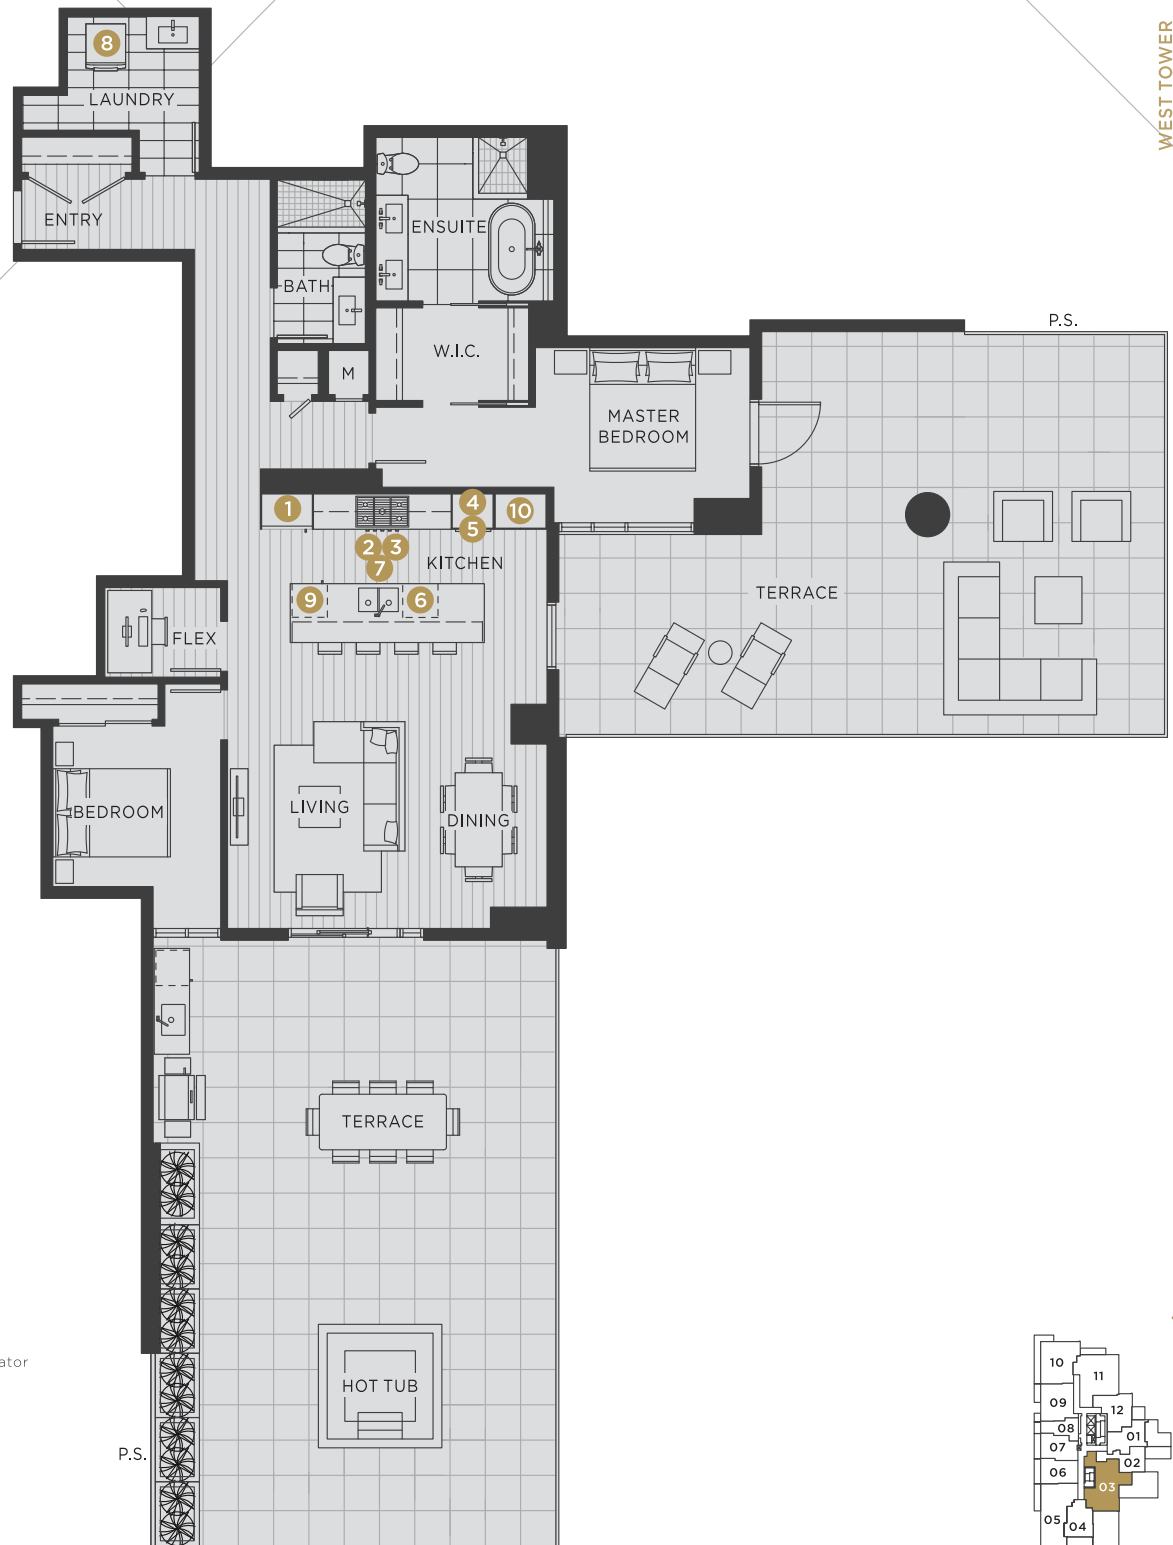 WEST TOWER
8
LAUNDRY
ENTRY
ENSUITE
BATH
P.S.
W.I.C.
M
MASTER
BEDROOM
1
4
10
5
2
3
7
KITCHEN
9
6
TERRACE
FLEX
BEDROOM
LIVING
DINING
TERRACE
HOT TUB
P.S.
ator
10
11
09
12
08
01
07
02
06
03
05
04